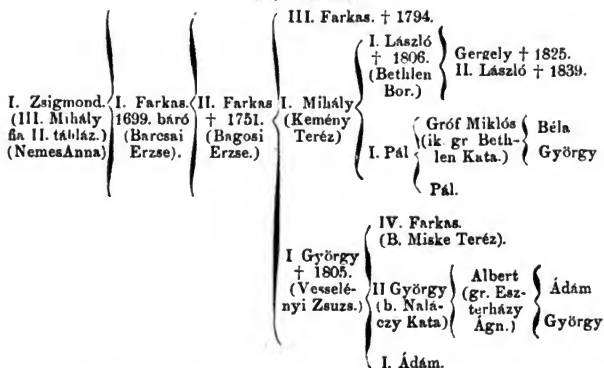 III. Farkas. † 1794.
I. László
† 1806.
(Bethlen
Bor.)
Gergely † 1825.
II. László † 1839.
I. Zsigmond.
(III. Mihály
fia II. tábláz.)
(NemesAnna)
I. Farkas.
1699. báró
(Barcsai
Erzse).
II. Farkas
† 1751.
(Bagosi
Erzse.)
I. Mihály
(Kemény
Teréz)
I. Pál
Gróf Miklós
(ik gr Beth-
len Kata.)
Béla
György
Pál.
IV. Farkas.
(B. Miske Teréz).
I György
† 1805.
(Vesselé-
nyi Zsuzs.)
II György
(b. Nalá-
czy Kata)
Albert
(gr. Esz-
terházy
Ágn.)
Ádám
György
I. Ádám.